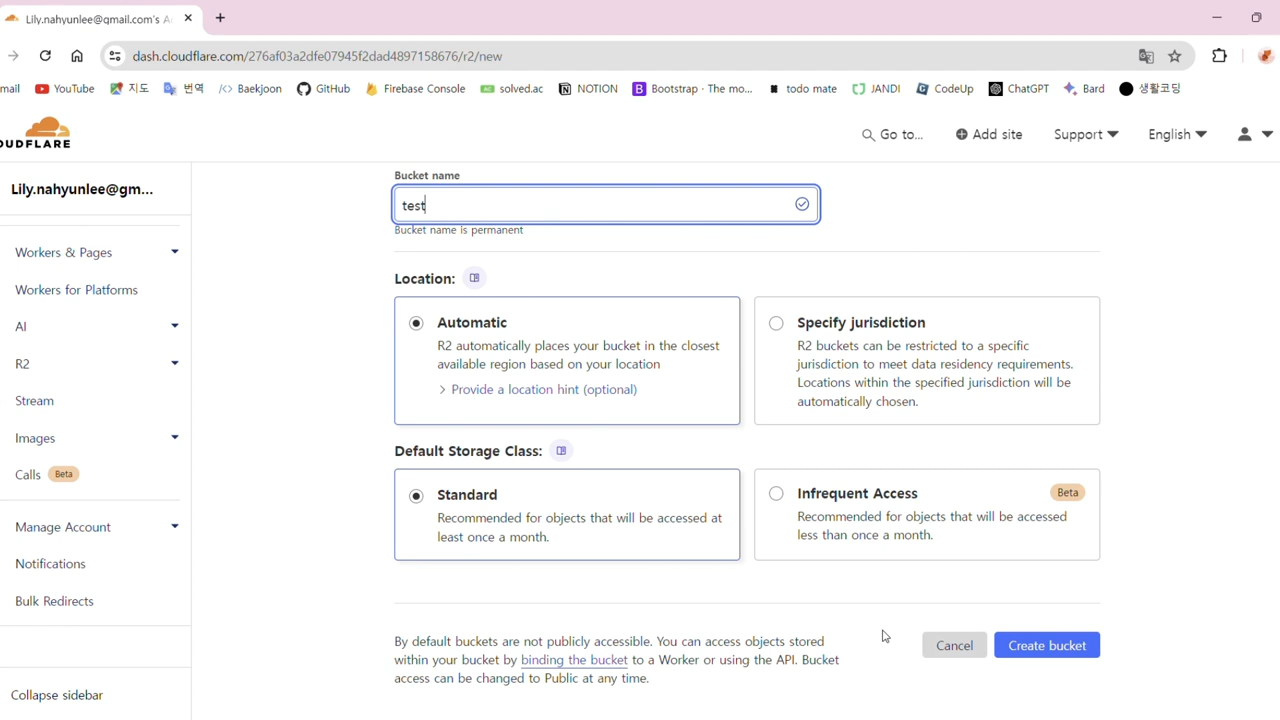 Lily.nahyunlee@gmail.com's A
dash.cloudflare.com/276af03a2dfe07945f2dad4897158676/r2/new
mail YouTube 지도 번역 </> Baekjoon GitHub Firebase Console solved.ac NOTION Bootstrap · The mo... todo mate JANDI CodeUp ChatGPT Bard 생활코딩
OUDFLARE
Go to... Add site Support English
Lily.nahyunlee@gm...
Workers & Pages
Workers for Platforms
AI
R2
Stream
Images
Calls Beta
Manage Account
Notifications
Bulk Redirects
Collapse sidebar
Bucket name
test
Bucket name is permanent
Location:
Automatic
R2 automatically places your bucket in the closest
available region based on your location
> Provide a location hint (optional)
Specify jurisdiction
R2 buckets can be restricted to a specific
jurisdiction to meet data residency requirements.
Locations within the specified jurisdiction will be
automatically chosen.
Default Storage Class:
Standard
Recommended for objects that will be accessed at
least once a month.
Infrequent Access Beta
Recommended for objects that will be accessed
less than once a month.
By default buckets are not publicly accessible. You can access objects stored
within your bucket by binding the bucket to a Worker or using the API. Bucket
access can be changed to Public at any time.
Cancel Create bucket